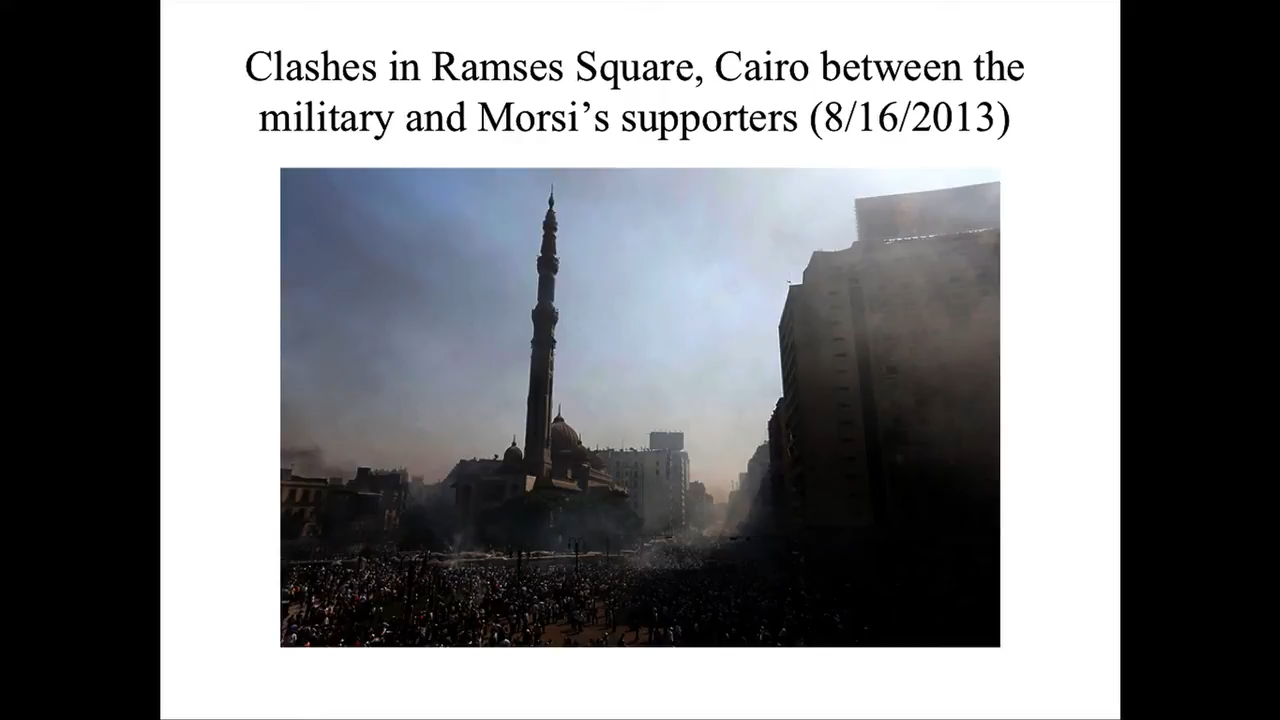 Clashes in Ramses Square, Cairo between the
military and Morsi’s supporters (8/16/2013)